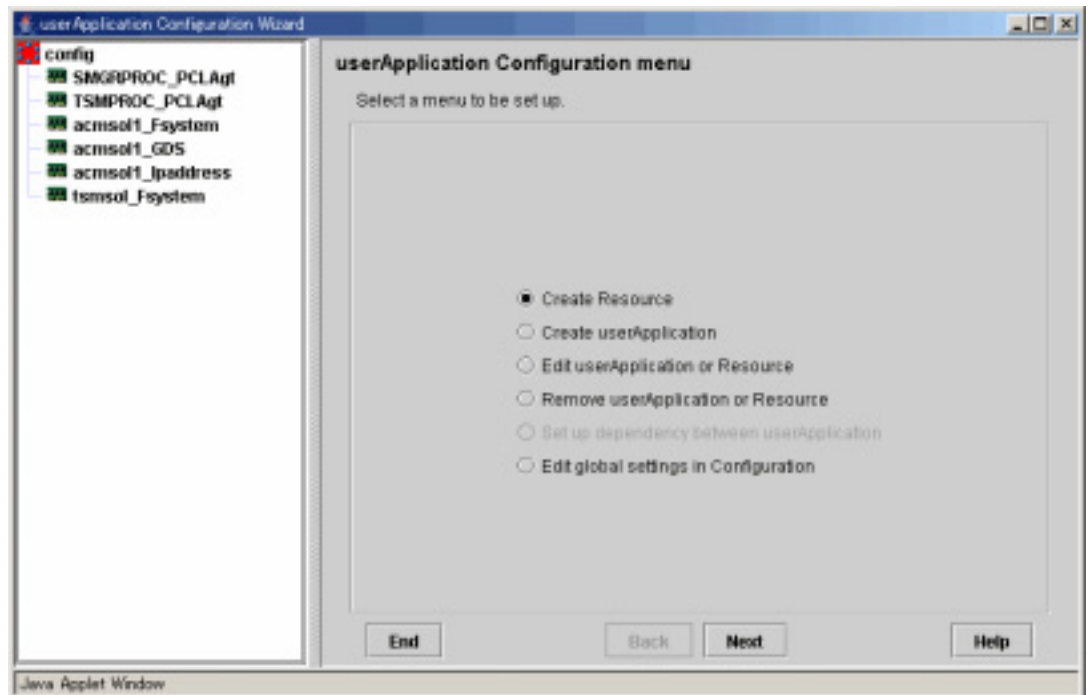 userApplication Configuration Wizard
config
SMGRPROC_PCLAgt
TSMPROC_PCLAgt
acmsol1_Fsystem
acmsol1_GDS
acmsol1_Ipaddress
tsmsol_Fsystem
userApplication Configuration menu
Select a menu to be set up.
Create Resource
Create userApplication
Edit userApplication or Resource
Remove userApplication or Resource
Set up dependency between userApplication
Edit global settings in Configuration
End
Back
Next
Help
Java Applet Window